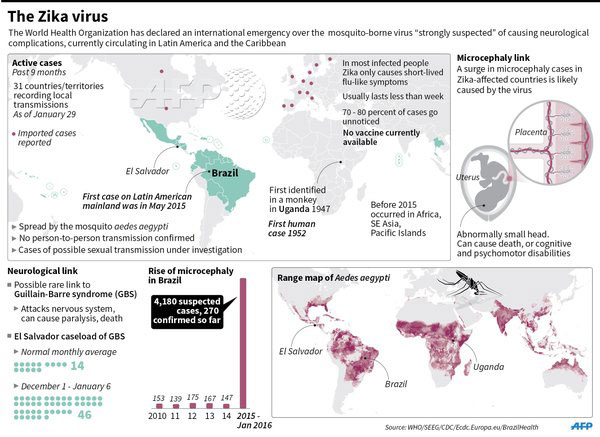 The Zika virus
The World Health Organization has declared an international emergency over the mosquito-borne virus "strongly suspected" of causing neurological
complications, currently circulating in Latin America and the Caribbean
Active cases
Past 9 months
31 countries/territories
recording local
transmissions
As of January 29
Imported cases
reported
AFP
El Salvador
Brazil
First case on Latin American
mainland was in May 2015
Spread by the mosquito aedes aegypti
No person-to-person transmission confirmed
Cases of possible sexual transmission under investigation
In most infected people
Zika only causes short-lived
flu-like symptoms
Usually lasts less than week
70 - 80 percent of cases go
unnoticed
No vaccine currently
available
First identified
in a monkey
in Uganda 1947
First human
case 1952
Before 2015
occurred in Africa,
SE Asia,
Pacific Islands
Microcephaly link
A surge in microcephaly cases in
Zika-affected countries is likely
caused by the virus
Placenta
Uterus
Abnormally small head.
Can cause death, or cognitive
and psychomotor disabilities
Neurological link
Possible rare link to
Guillain-Barre syndrome (GBS)
Attacks nervous system,
can cause paralysis, death
El Salvador caseload of GBS
Normal monthly average
14
December 1 - January 6
46
Rise of microcephaly
in Brazil
4,180 suspected
cases, 270
confirmed so far
153 139 175 167 147
2010 11 12 13 14 2015 -
Jan 2016
Range map of Aedes aegypti
El Salvador
Brazil
Uganda
Source: WHO/SEEG/CDC/Ecdc.Europa.eu/BrazilHealth
AFP